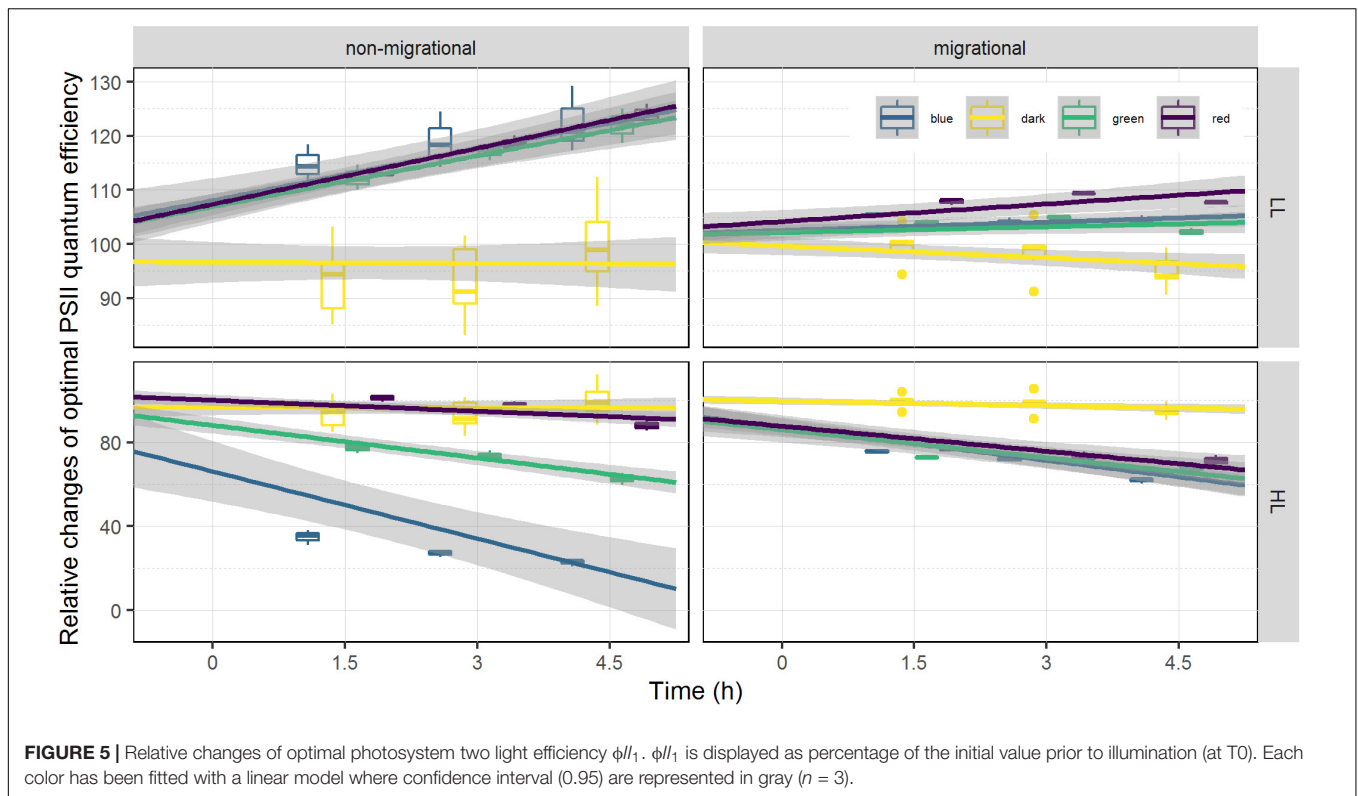 non-migrational
migrational
Relative changes of optimal PSII quantum efficiency
130
120
110
100
90
blue
dark
green
red
LL
80
40
0
HL
0
1.5
3
4.5
0
1.5
3
4.5
Time (h)
FIGURE 5 | Relative changes of optimal photosystem two light efficiency ϕII₁. ϕII₁ is displayed as percentage of the initial value prior to illumination (at T0). Each
color has been fitted with a linear model where confidence interval (0.95) are represented in gray (n = 3).